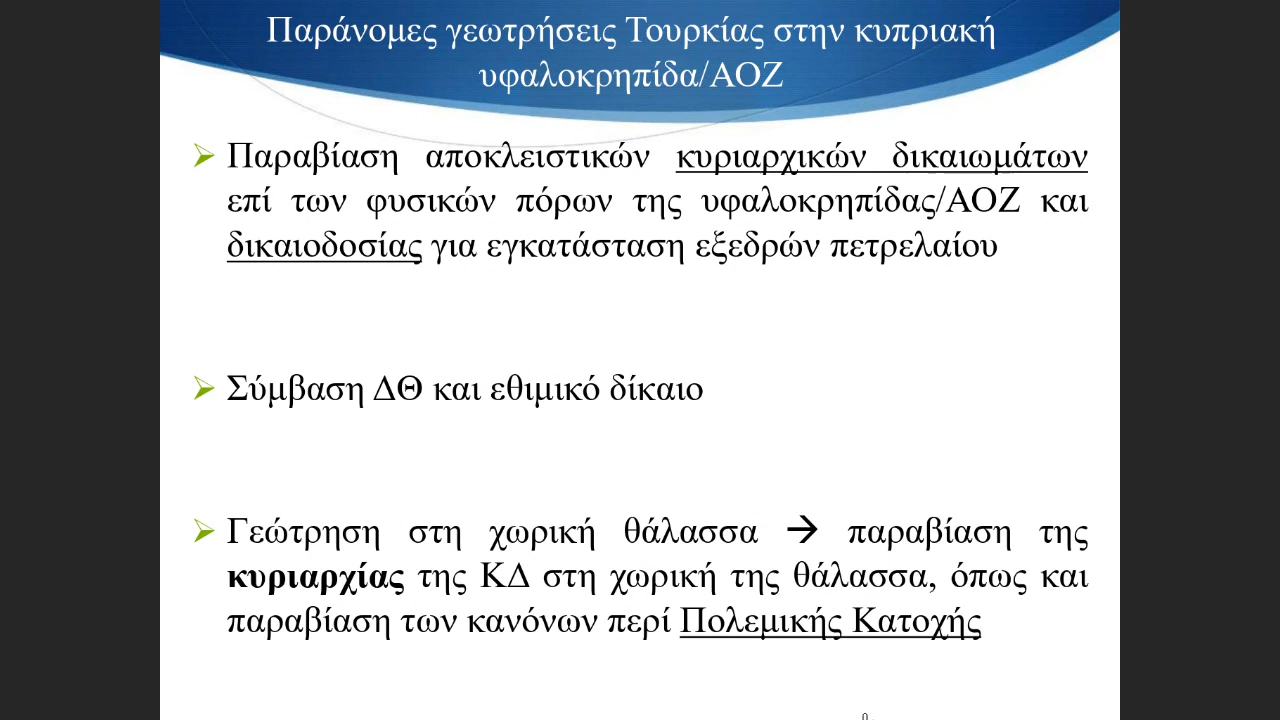 Παράνομες γεωτρήσεις Τουρκίας στην κυπριακή
υφαλοκρηπίδα/ΑΟΖ
Παραβίαση αποκλειστικών κυριαρχικών δικαιωμάτων
επί των φυσικών πόρων της υφαλοκρηπίδας/ΑΟΖ και
δικαιοδοσίας για εγκατάσταση εξεδρών πετρελαίου
Σύμβαση ΔΘ και εθιμικό δίκαιο
Γεώτρηση στη χωρική θάλασσα → παραβίαση της
κυριαρχίας της ΚΔ στη χωρική της θάλασσα, όπως και
παραβίαση των κανόνων περί Πολεμικής Κατοχής